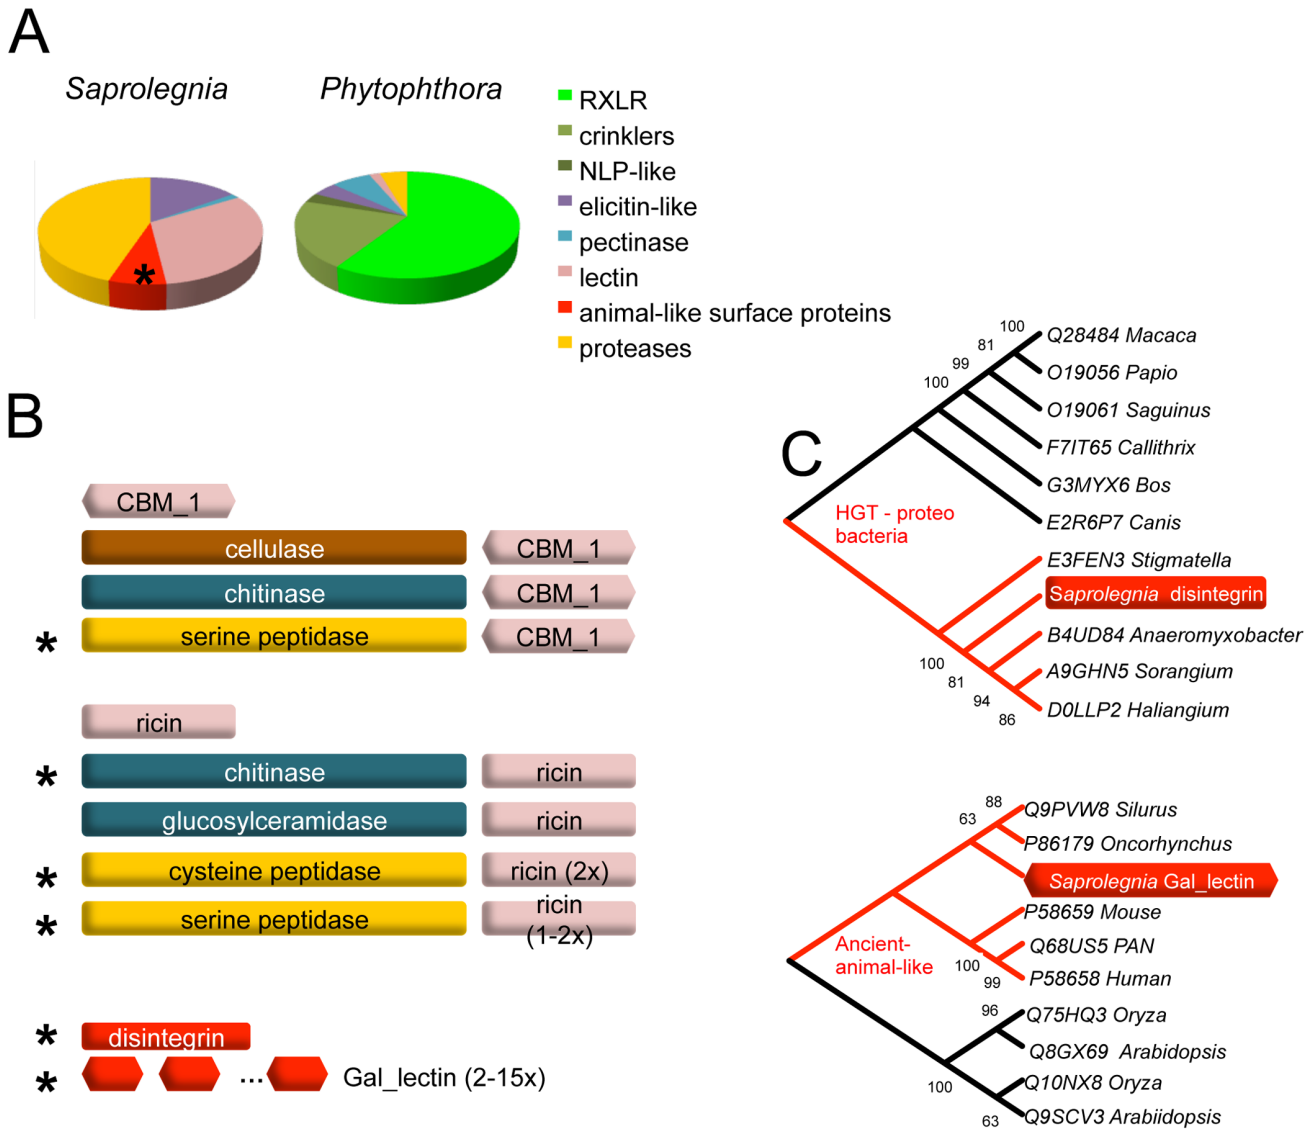 A
Saprolegnia
Phytophthora
RXLR
crinklers
NLP-like
elicitin-like
pectinase
lectin
animal-like surface proteins
proteases
*
B
CBM_1
cellulase CBM_1
chitinase CBM_1
* serine peptidase CBM_1
ricin
* chitinase ricin
glucosylceramidase ricin
* cysteine peptidase ricin (2x)
* serine peptidase ricin
(1-2x)
* disintegrin
* ... Gal_lectin (2-15x)
C
100 Q28484 Macaca
81 O19056 Papio
99 O19061 Saguinus
100 F7IT65 Callithrix
G3MYX6 Bos
E2R6P7 Canis
HGT - proteo
bacteria
E3FEN3 Stigmatella
Saprolegnia disintegrin
B4UD84 Anaeromyxobacter
100 A9GHN5 Sorangium
81
94 D0LLP2 Haliangium
86
88 Q9PVW8 Silurus
63 P86179 Oncorhynchus
Saprolegnia Gal_lectin
P58659 Mouse
Ancient-
animal-like
Q68US5 PAN
100
99 P58658 Human
96 Q75HQ3 Oryza
Q8GX69 Arabidopsis
100 Q10NX8 Oryza
63 Q9SCV3 Arabiidopsis